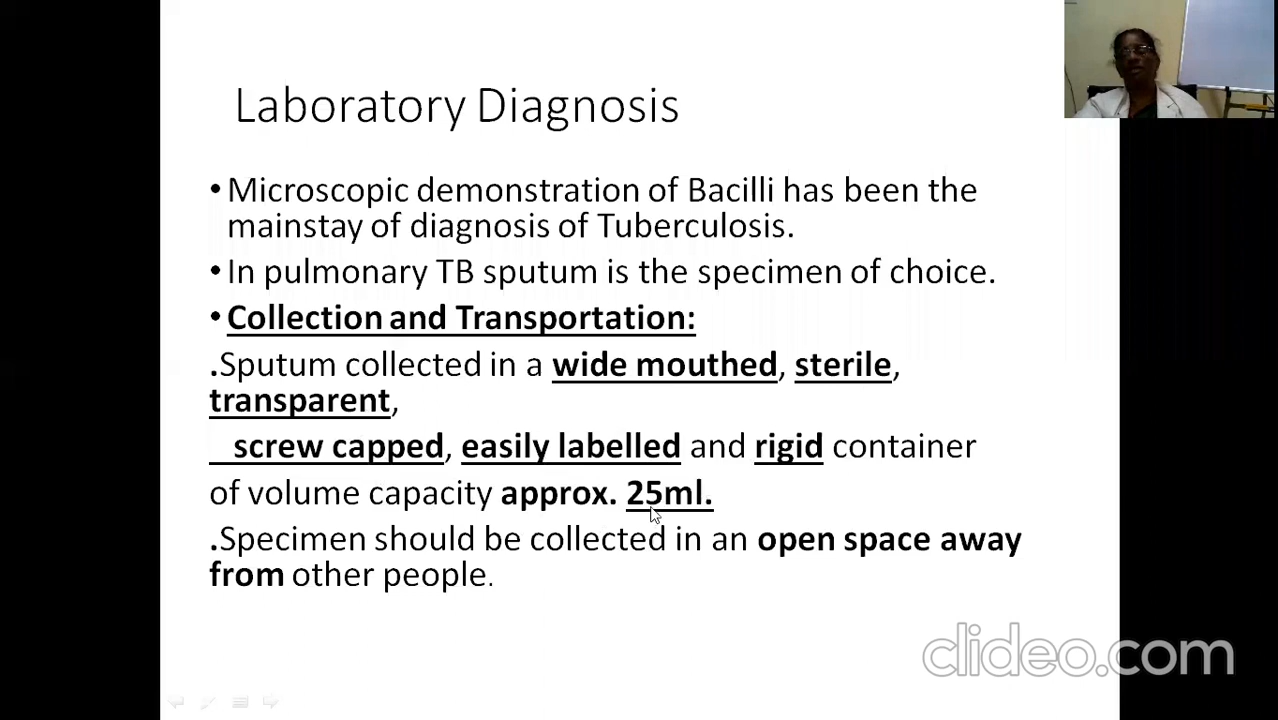 Laboratory Diagnosis
• Microscopic demonstration of Bacilli has been the
mainstay of diagnosis of Tuberculosis.
• In pulmonary TB sputum is the specimen of choice.
• Collection and Transportation:
.Sputum collected in a wide mouthed, sterile,
transparent,
screw capped, easily labelled and rigid container
of volume capacity approx. 25ml.
.Specimen should be collected in an open space away
from other people.
clideo.com